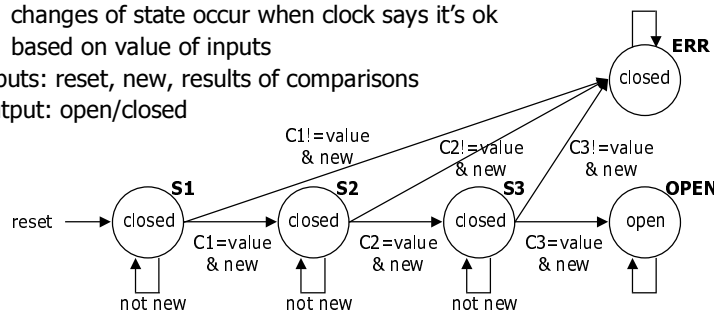 changes of state occur when clock says it's ok
based on value of inputs
puts: reset, new, results of comparisons
tput: open/closed
ERR
closed
C1!=value
& new
C2!=value
& new
C3!=value
& new
S1
S2
S3
OPEN
reset
closed
closed
closed
open
C1=value
& new
C2=value
& new
C3=value
& new
not new
not new
not new